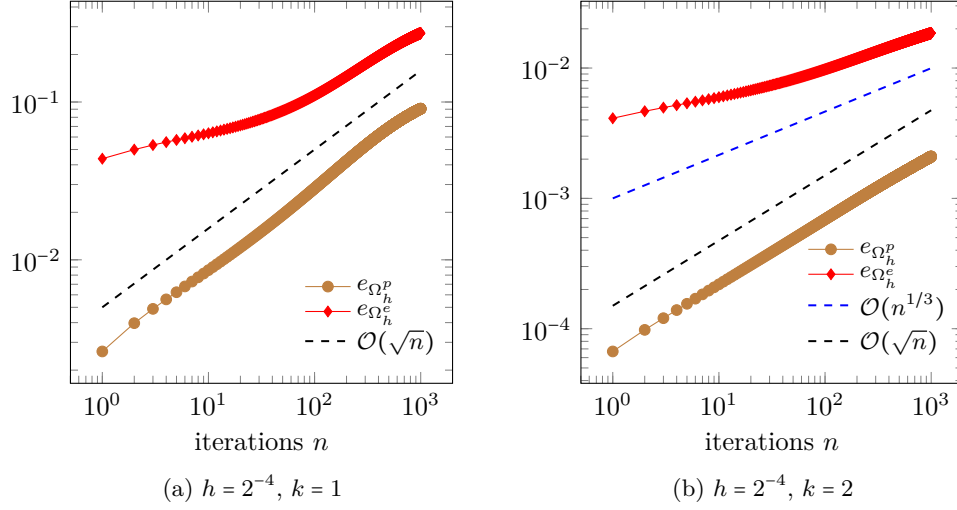 10^{-1}
10^{-2}
10^0 10^1 10^2 10^3
iterations n
e_{Ω_h^p}
e_{Ω_h^e}
𝒪(√n)
(a) h = 2^{-4}, k = 1
10^{-2}
10^{-3}
10^{-4}
10^0 10^1 10^2 10^3
iterations n
e_{Ω_h^p}
e_{Ω_h^e}
𝒪(n^{1/3})
𝒪(√n)
(b) h = 2^{-4}, k = 2